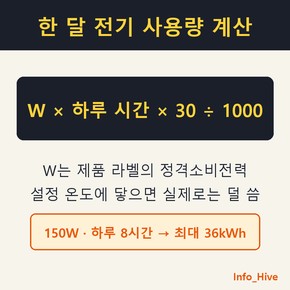 한 달 전기 사용량 계산
W × 하루 시간 × 30 ÷ 1000
W는 제품 라벨의 정격소비전력
설정 온도에 닿으면 실제로는 덜 씀
150W · 하루 8시간 → 최대 36kWh
Info_Hive